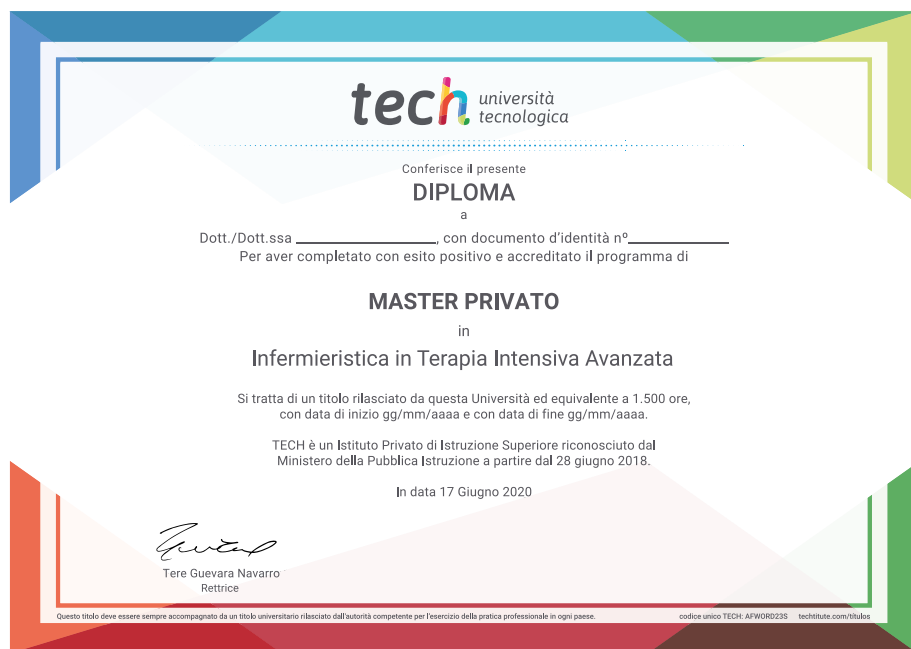 tech università
tecnologica
Conferisce il presente
DIPLOMA
a
Dott./Dott.ssa ________________, con documento d'identità nº____________
Per aver completato con esito positivo e accreditato il programma di
MASTER PRIVATO
in
Infermieristica in Terapia Intensiva Avanzata
Si tratta di un titolo rilasciato da questa Università ed equivalente a 1.500 ore,
con data di inizio gg/mm/aaaa e con data di fine gg/mm/aaaa.
TECH è un Istituto Privato di Istruzione Superiore riconosciuto dal
Ministero della Pubblica Istruzione a partire dal 28 giugno 2018.
In data 17 Giugno 2020
Tere Guevara Navarro
Rettrice
Questo titolo deve essere sempre accompagnato da un titolo universitario rilasciato dall'autorità competente per l'esercizio della pratica professionale in ogni paese. codice unico TECH: AFWORD23S techtitute.com/titulos